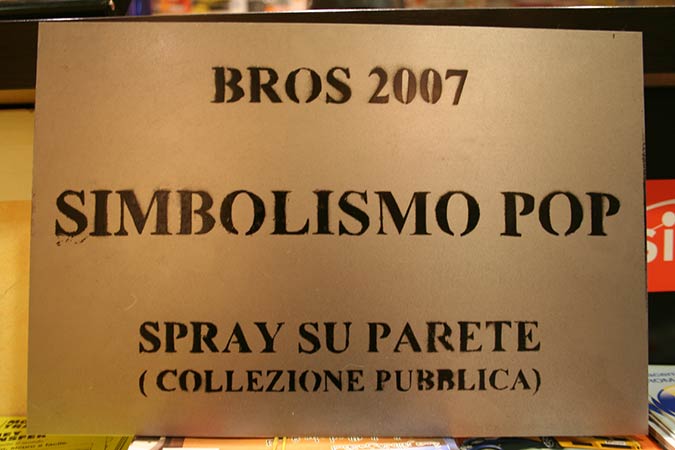 BROS 2007
SIMBOLISMO POP
SPRAY SU PARETE
( COLLEZIONE PUBBLICA)